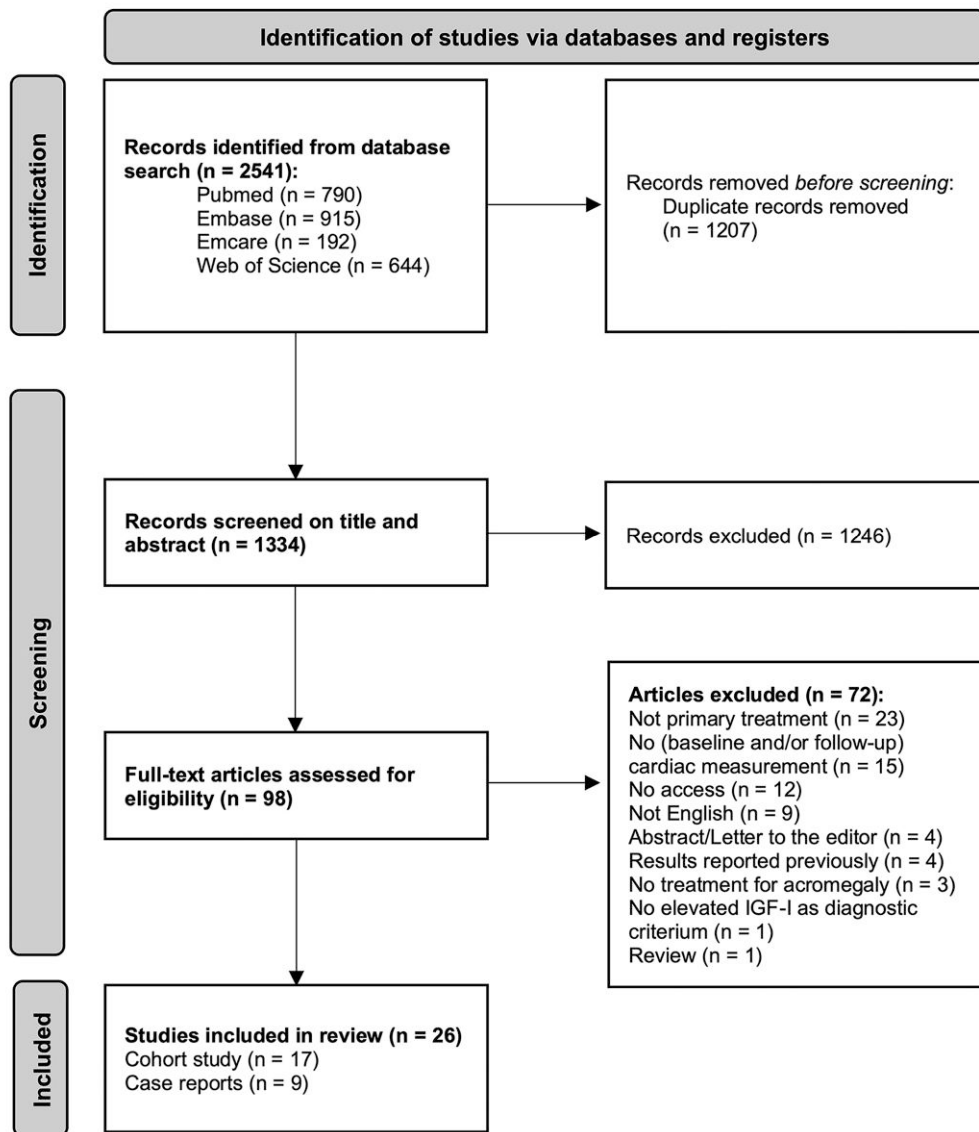 Identification of studies via databases and registers
Identification
Records identified from database
search (n = 2541):
Pubmed (n = 790)
Embase (n = 915)
Emcare (n = 192)
Web of Science (n = 644)
Records removed before screening:
Duplicate records removed
(n = 1207)
Screening
Records screened on title and
abstract (n = 1334)
Records excluded (n = 1246)
Full-text articles assessed for
eligibility (n = 98)
Articles excluded (n = 72):
Not primary treatment (n = 23)
No (baseline and/or follow-up)
cardiac measurement (n = 15)
No access (n = 12)
Not English (n = 9)
Abstract/Letter to the editor (n = 4)
Results reported previously (n = 4)
No treatment for acromegaly (n = 3)
No elevated IGF-I as diagnostic
criterium (n = 1)
Review (n = 1)
Included
Studies included in review (n = 26)
Cohort study (n = 17)
Case reports (n = 9)